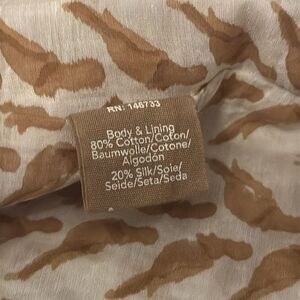 RN: 146733
Body & Lining
80% Cotton/Coton/
Baumwolle/Cotone/
Algodón
20% Silk/Soie/
Seide/Seta/Seda